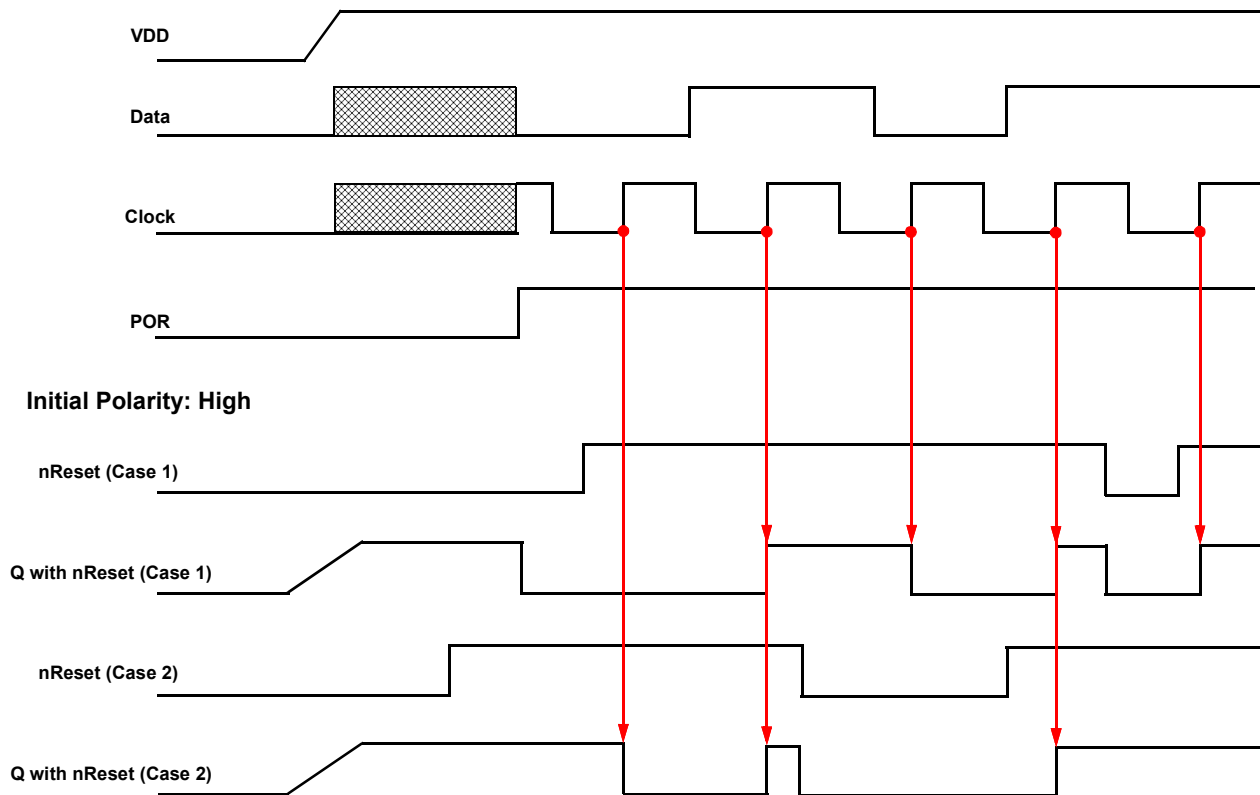 VDD
Data
Clock
POR
Initial Polarity: High
nReset (Case 1)
Q with nReset (Case 1)
nReset (Case 2)
Q with nReset (Case 2)